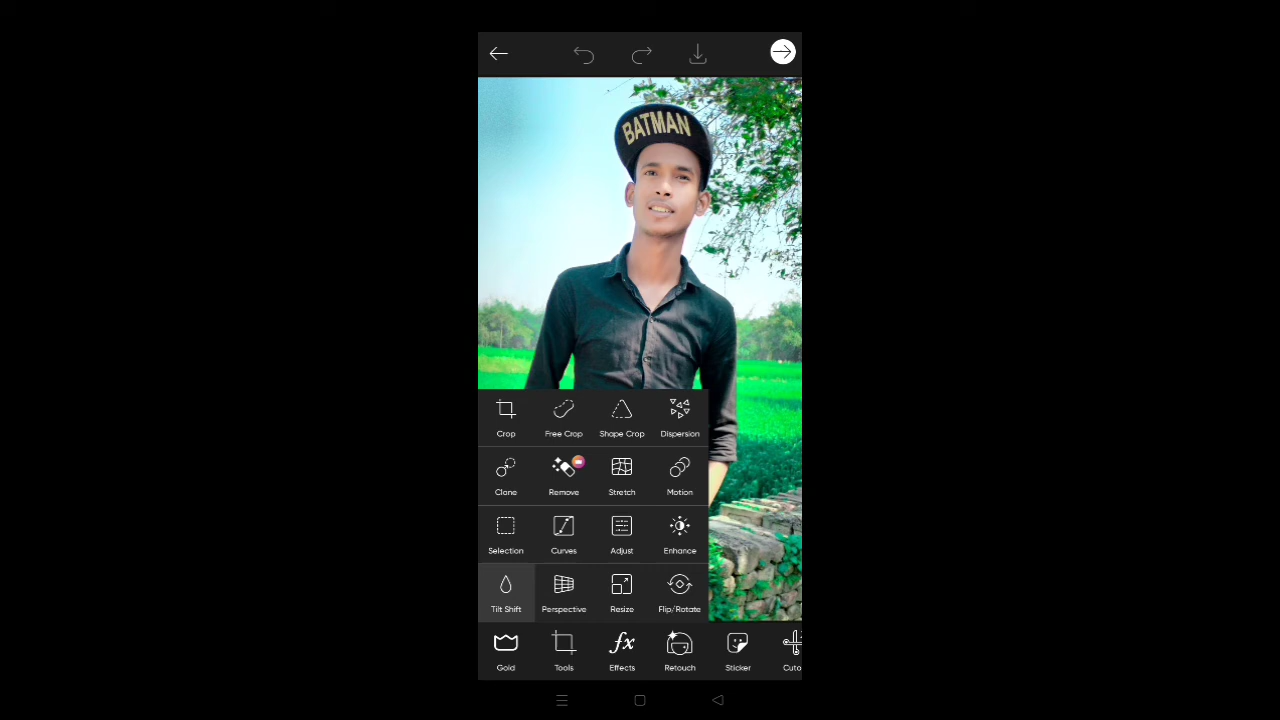 BATMAN
Crop Free Crop Shape Crop Dispersion
Clone Remove Stretch Motion
Selection Curves Adjust Enhance
Tilt Shift Perspective Resize Flip/Rotate
Gold Tools Effects Retouch Sticker Cuto